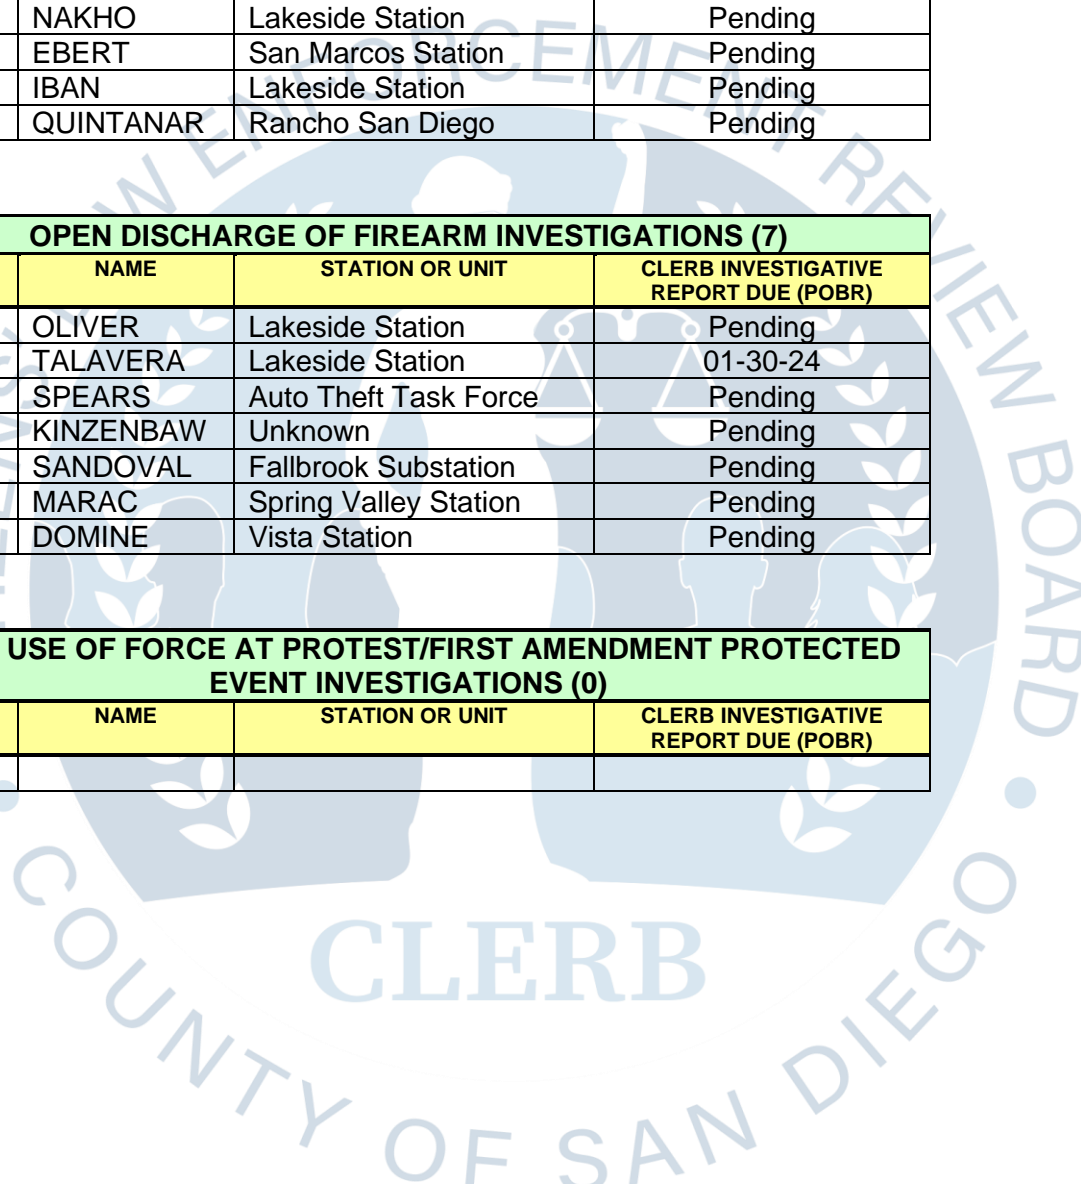 NAKHO Lakeside Station Pending
EBERT San Marcos Station Pending
IBAN Lakeside Station Pending
QUINTANAR Rancho San Diego Pending
OPEN DISCHARGE OF FIREARM INVESTIGATIONS (7)
NAME STATION OR UNIT CLERB INVESTIGATIVE
REPORT DUE (POBR)
OLIVER Lakeside Station Pending
TALAVERA Lakeside Station 01-30-24
SPEARS Auto Theft Task Force Pending
KINZENBAW Unknown Pending
SANDOVAL Fallbrook Substation Pending
MARAC Spring Valley Station Pending
DOMINE Vista Station Pending
USE OF FORCE AT PROTEST/FIRST AMENDMENT PROTECTED
EVENT INVESTIGATIONS (0)
NAME STATION OR UNIT CLERB INVESTIGATIVE
REPORT DUE (POBR)
ENFORCEMENT REVIEW BOARD
CLERB
COUNTY OF SAN DIEGO